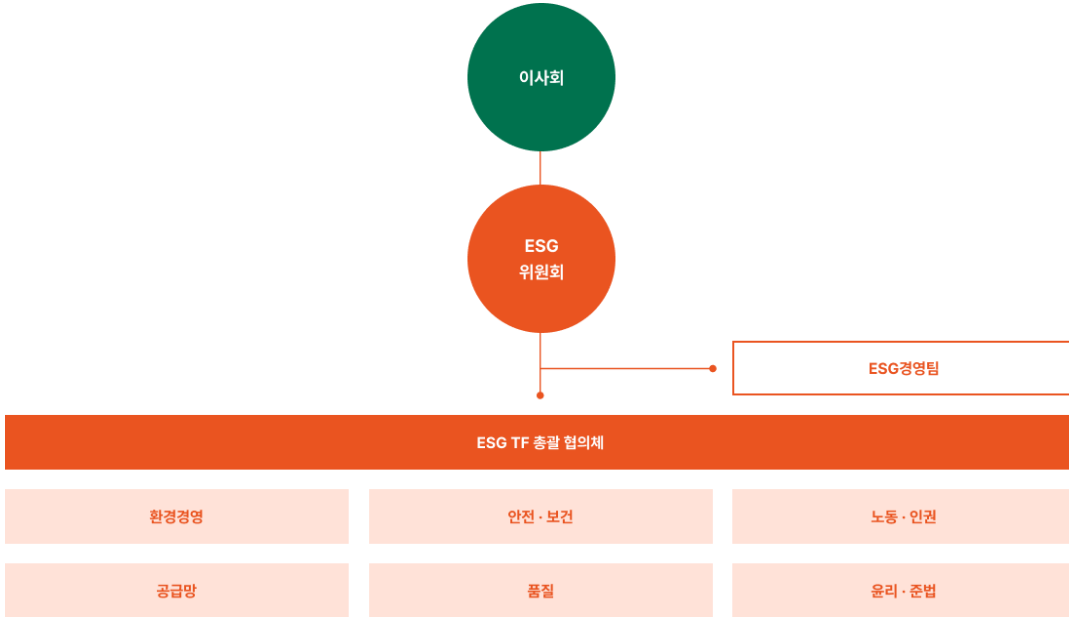 이사회
ESG
위원회
ESG경영팀
ESG TF 총괄 협의체
환경경영
안전 · 보건
노동 · 인권
공급망
품질
윤리 · 준법